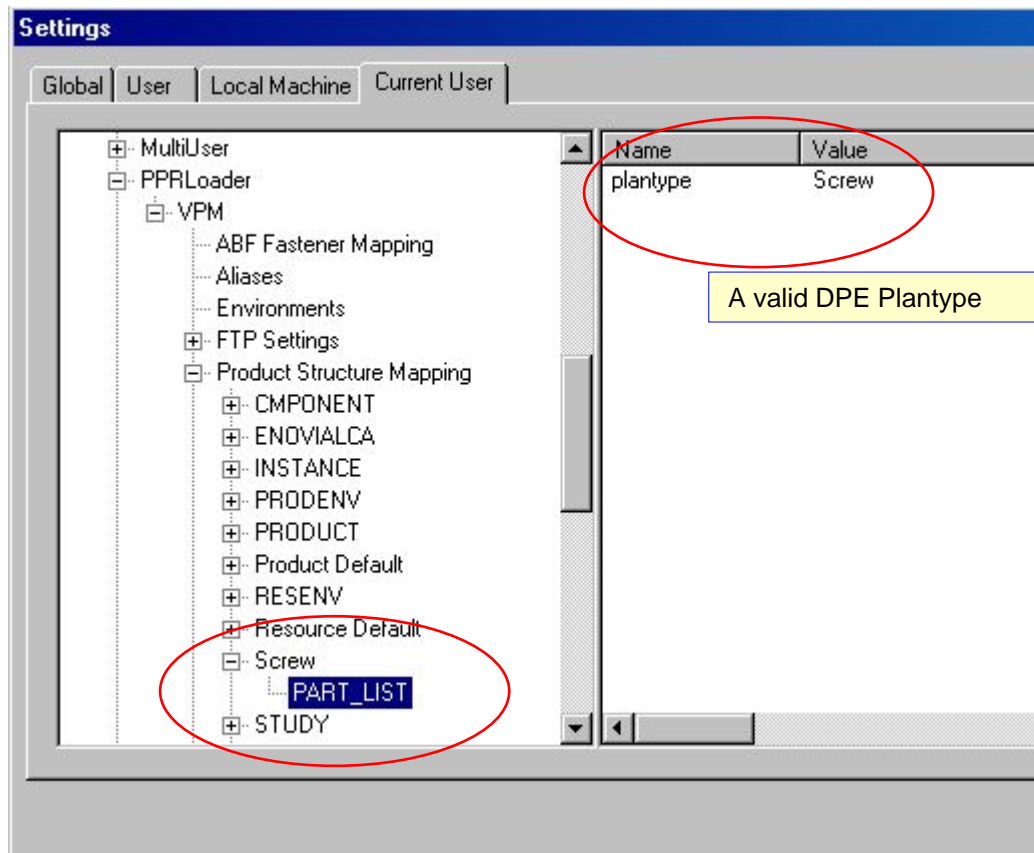 Settings
Global User Local Machine Current User
MultiUser
PPRLoader
VPM
ABF Fastener Mapping
Aliases
Environments
FTP Settings
Product Structure Mapping
CMPONENT
ENOVIALCA
INSTANCE
PRODENV
PRODUCT
Product Default
RESENV
Resource Default
Screw
PART_LIST
STUDY
Name Value
plantype Screw
A valid DPE Plantype